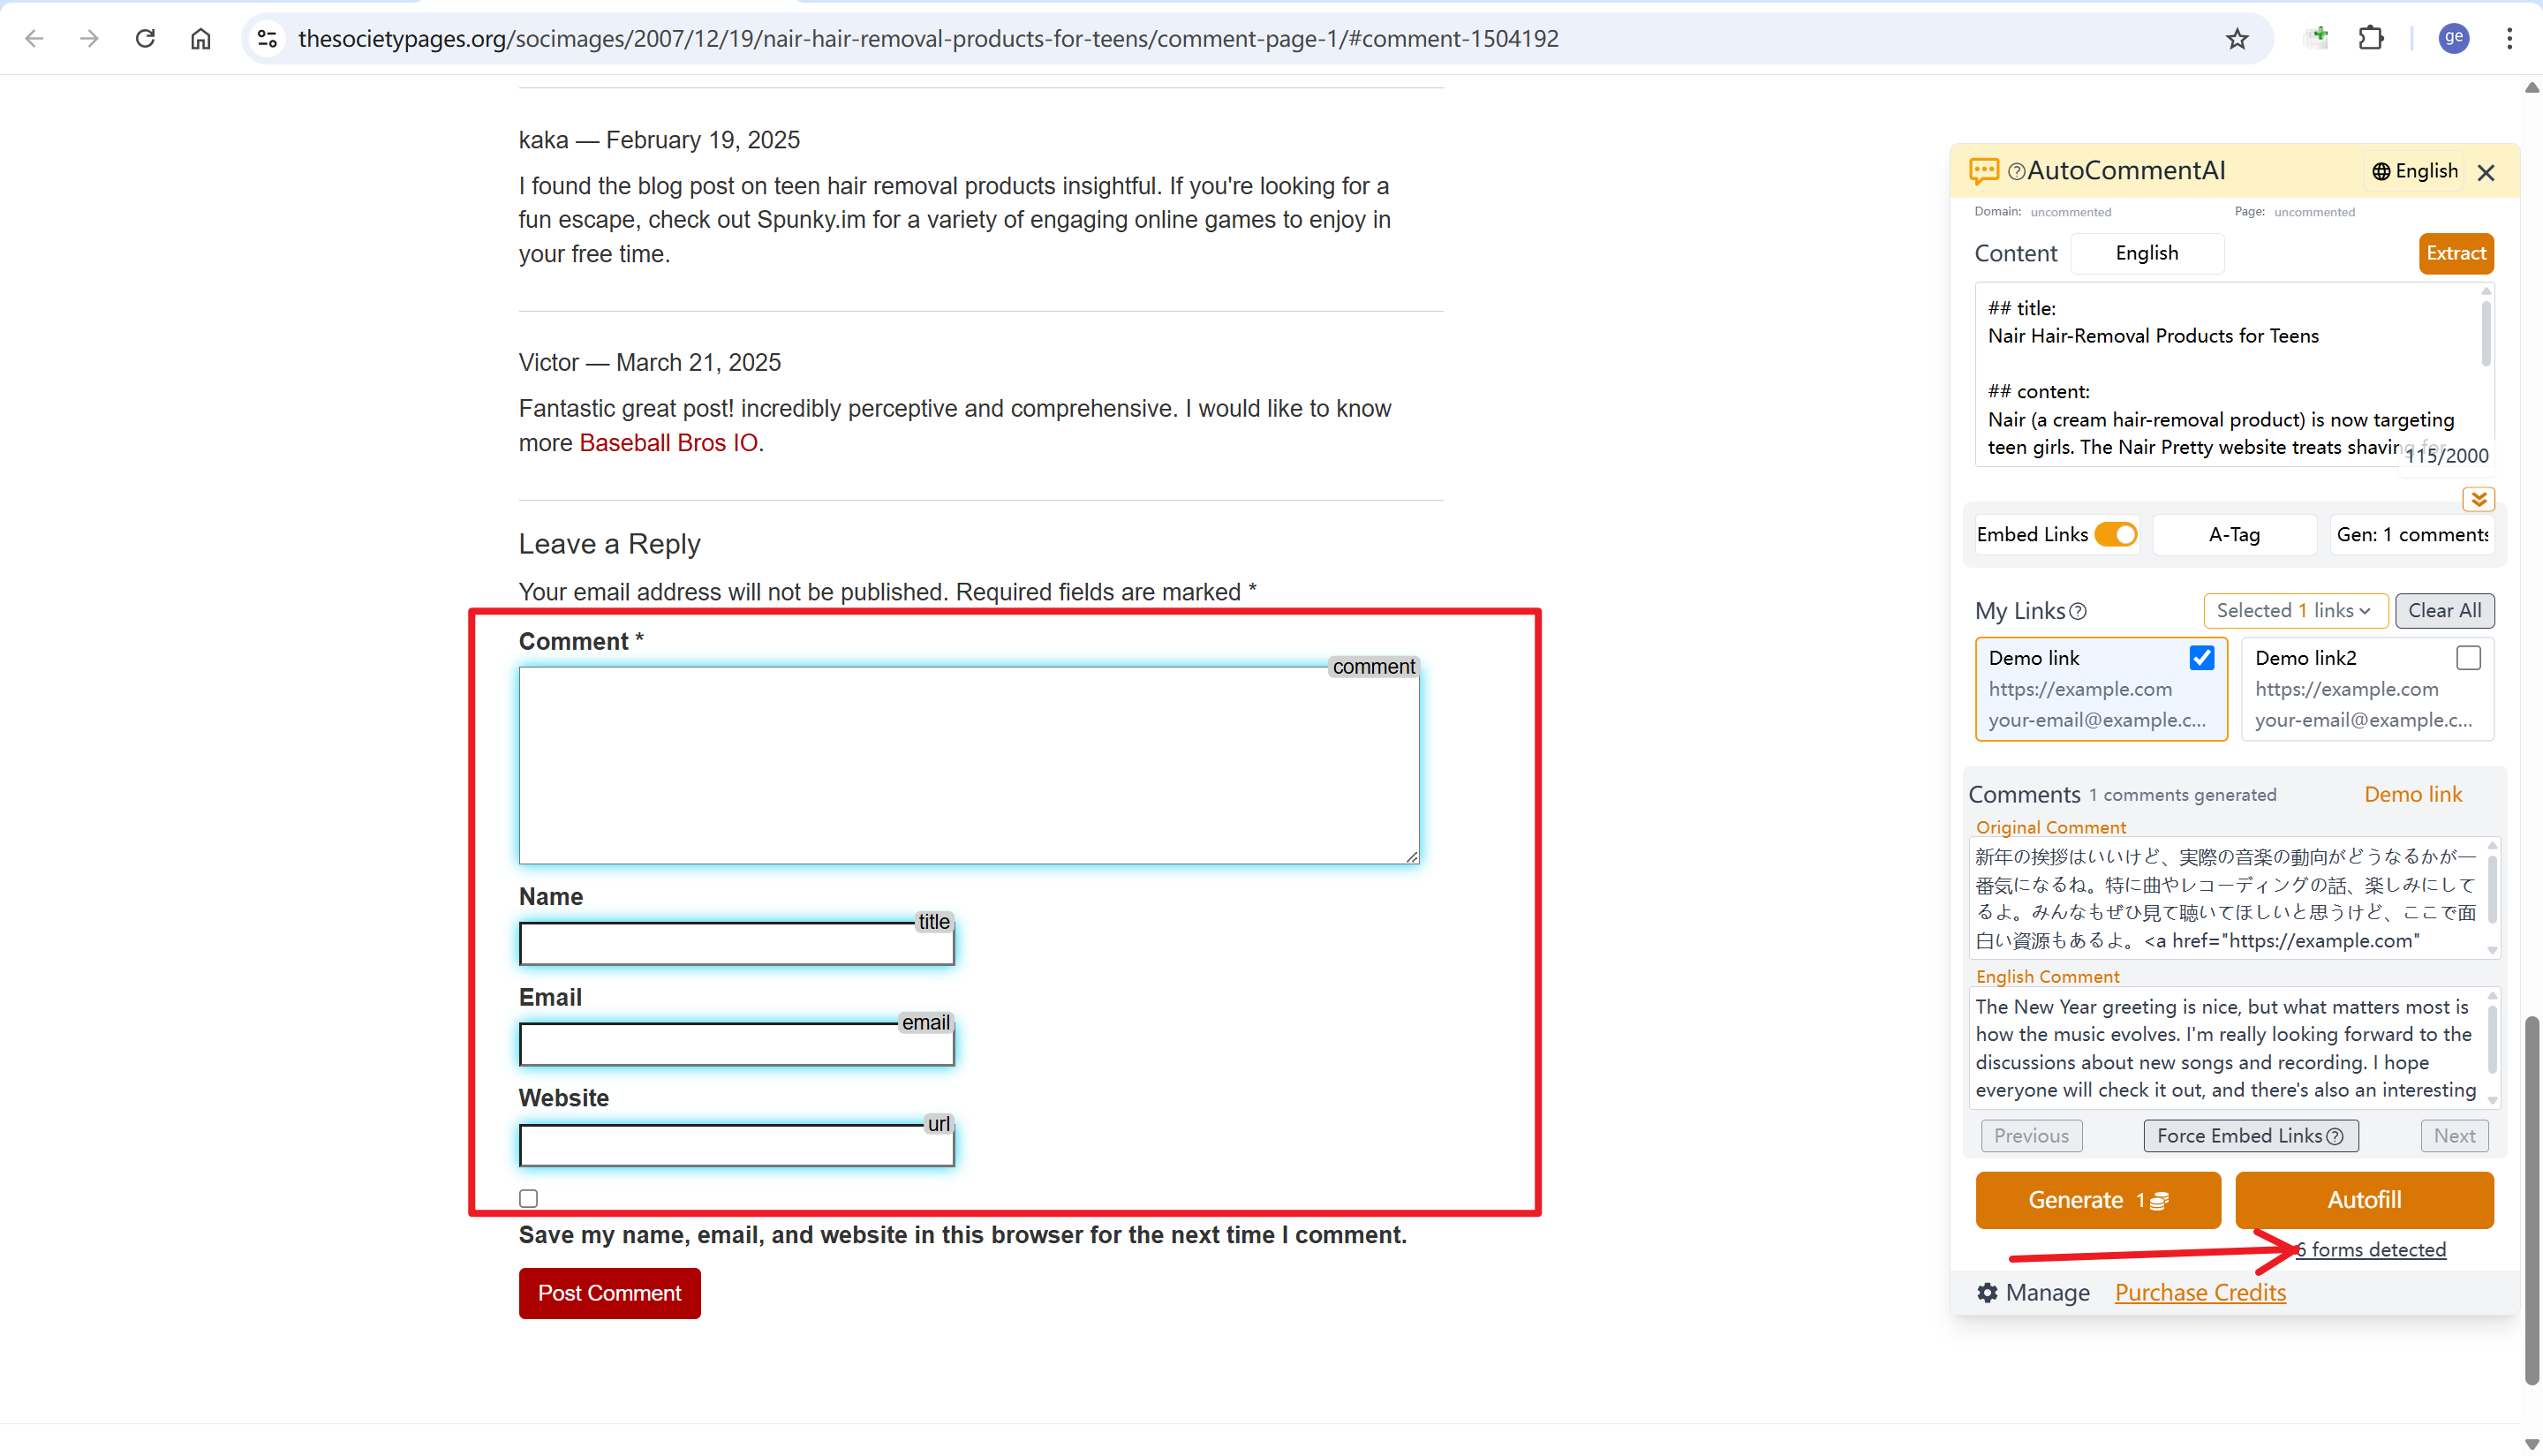 thesocietypages.org/socimages/2007/12/19/nair-hair-removal-products-for-teens/comment-page-1/#comment-1504192
ge
kaka — February 19, 2025
I found the blog post on teen hair removal products insightful. If you're looking for a
fun escape, check out Spunky.im for a variety of engaging online games to enjoy in
your free time.
Victor — March 21, 2025
Fantastic great post! incredibly perceptive and comprehensive. I would like to know
more Baseball Bros IO.
Leave a Reply
Your email address will not be published. Required fields are marked *
Comment *
comment
Name
title
Email
email
Website
url
Save my name, email, and website in this browser for the next time I comment.
Post Comment
AutoCommentAI
English
Domain: uncommented
Page: uncommented
Content
English
Extract
## title:
Nair Hair-Removal Products for Teens
## content:
Nair (a cream hair-removal product) is now targeting
teen girls. The Nair Pretty website treats shaving for
115/2000
Embed Links
A-Tag
Gen: 1 comments
My Links
Selected 1 links
Clear All
Demo link
https://example.com
your-email@example.c...
Demo link2
https://example.com
your-email@example.c...
Comments 1 comments generated
Demo link
Original Comment
新年の挨拶はいいけど、実際の音楽の動向がどうなるかが一
番気になるね。特に曲やレコーディングの話、楽しみにして
るよ。みんなもぜひ見て聴いてほしいと思うけど、ここで面
白い資源もあるよ。<a href="https://example.com"
English Comment
The New Year greeting is nice, but what matters most is
how the music evolves. I'm really looking forward to the
discussions about new songs and recording. I hope
everyone will check it out, and there's also an interesting
Previous
Force Embed Links
Next
Generate 1
Autofill
6 forms detected
Manage
Purchase Credits